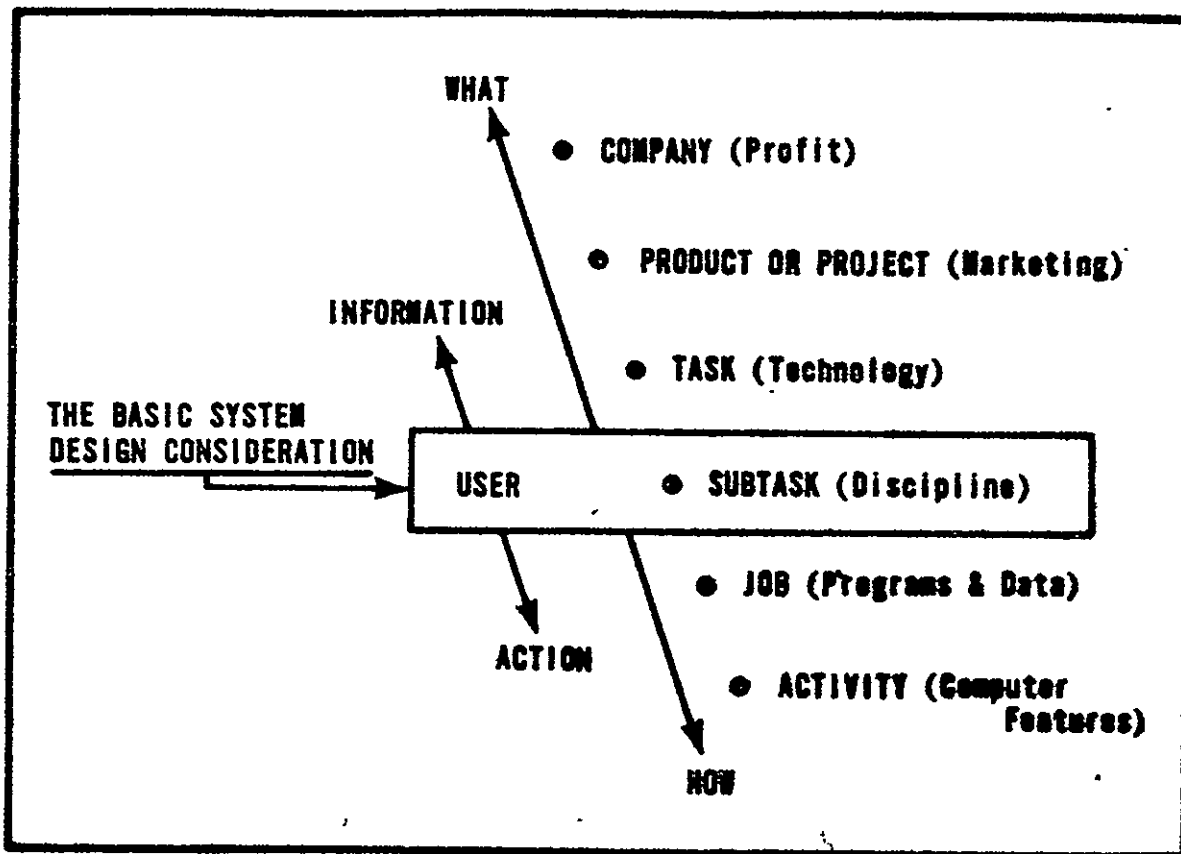 WHAT
● COMPANY (Profit)
● PRODUCT OR PROJECT (Marketing)
INFORMATION
● TASK (Technology)
THE BASIC SYSTEM
DESIGN CONSIDERATION
USER ● SUBTASK (Discipline)
● JOB (Programs & Data)
ACTION
● ACTIVITY (Computer
Features)
HOW